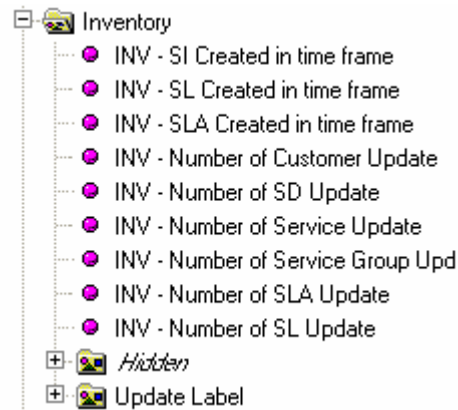 Inventory
INV - SI Created in time frame
INV - SL Created in time frame
INV - SLA Created in time frame
INV - Number of Customer Update
INV - Number of SD Update
INV - Number of Service Update
INV - Number of Service Group Upd
INV - Number of SLA Update
INV - Number of SL Update
Hidden
Update Label